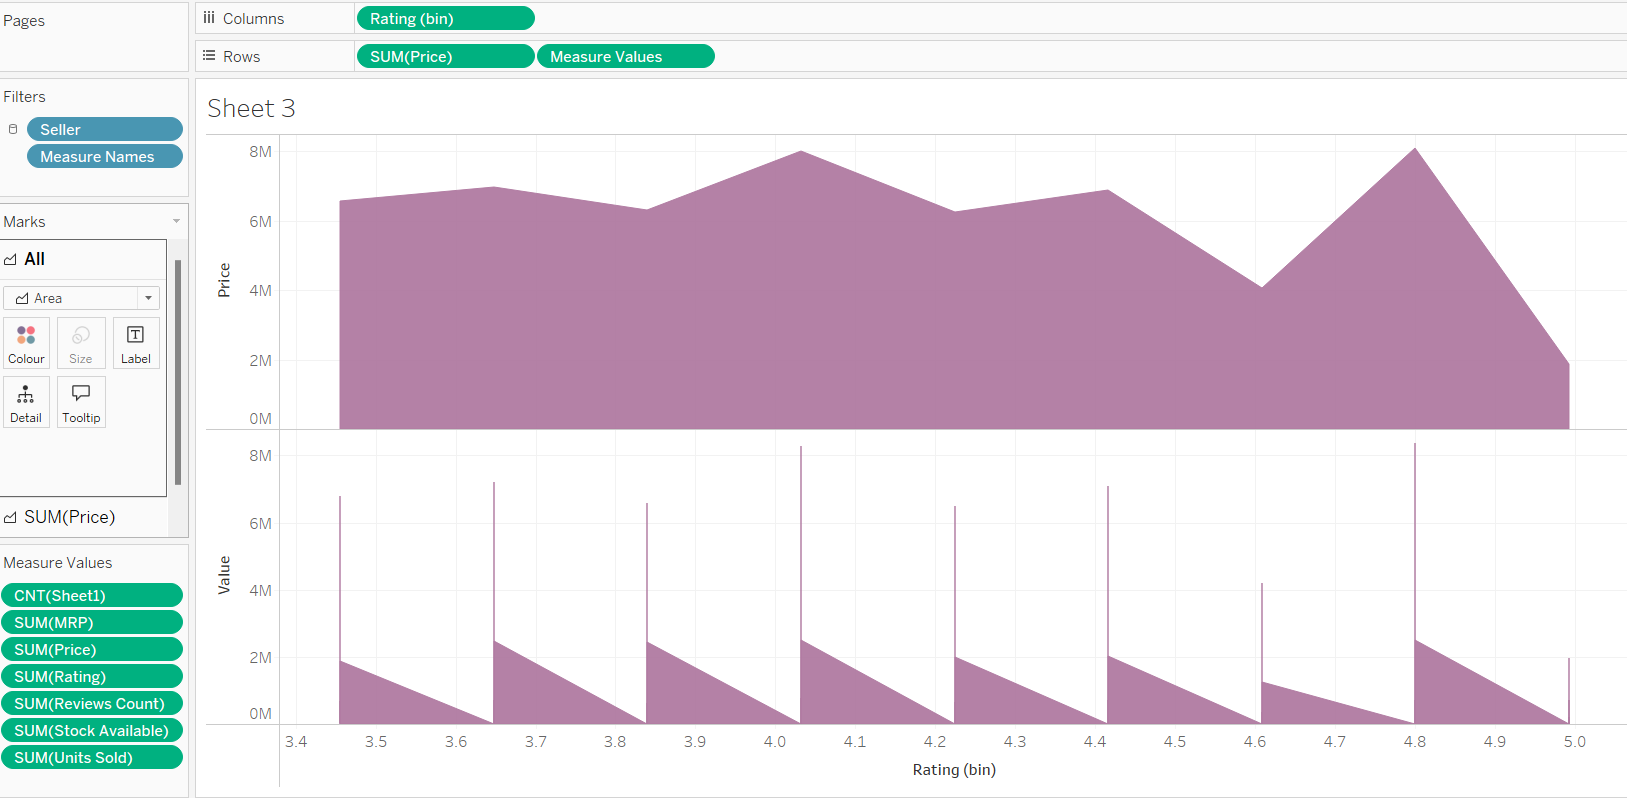 Pages
Columns
Rating (bin)
Rows
SUM(Price)
Measure Values
Filters
Seller
Measure Names
Marks
All
Area
Colour
Size
Label
Detail
Tooltip
SUM(Price)
Measure Values
CNT(Sheet1)
SUM(MRP)
SUM(Price)
SUM(Rating)
SUM(Reviews Count)
SUM(Stock Available)
SUM(Units Sold)
Sheet 3
8M
6M
4M
2M
0M
Price
8M
6M
4M
2M
0M
Value
3.4 3.5 3.6 3.7 3.8 3.9 4.0 4.1 4.2 4.3 4.4 4.5 4.6 4.7 4.8 4.9 5.0
Rating (bin)